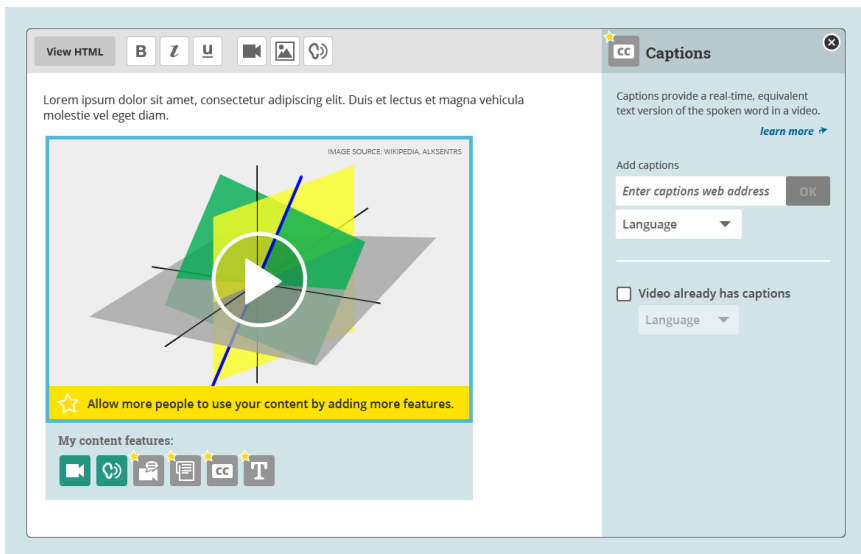 View HTML B i u
Lorem ipsum dolor sit amet, consectetur adipiscing elit. Duis et lectus et magna vehicula
molestie vel eget diam.
IMAGE SOURCE: WIKIPEDIA, ALKSENTRS
Allow more people to use your content by adding more features.
My content features:
CC T
CC Captions
Captions provide a real-time, equivalent
text version of the spoken word in a video.
learn more
Add captions
Enter captions web address OK
Language
Video already has captions
Language